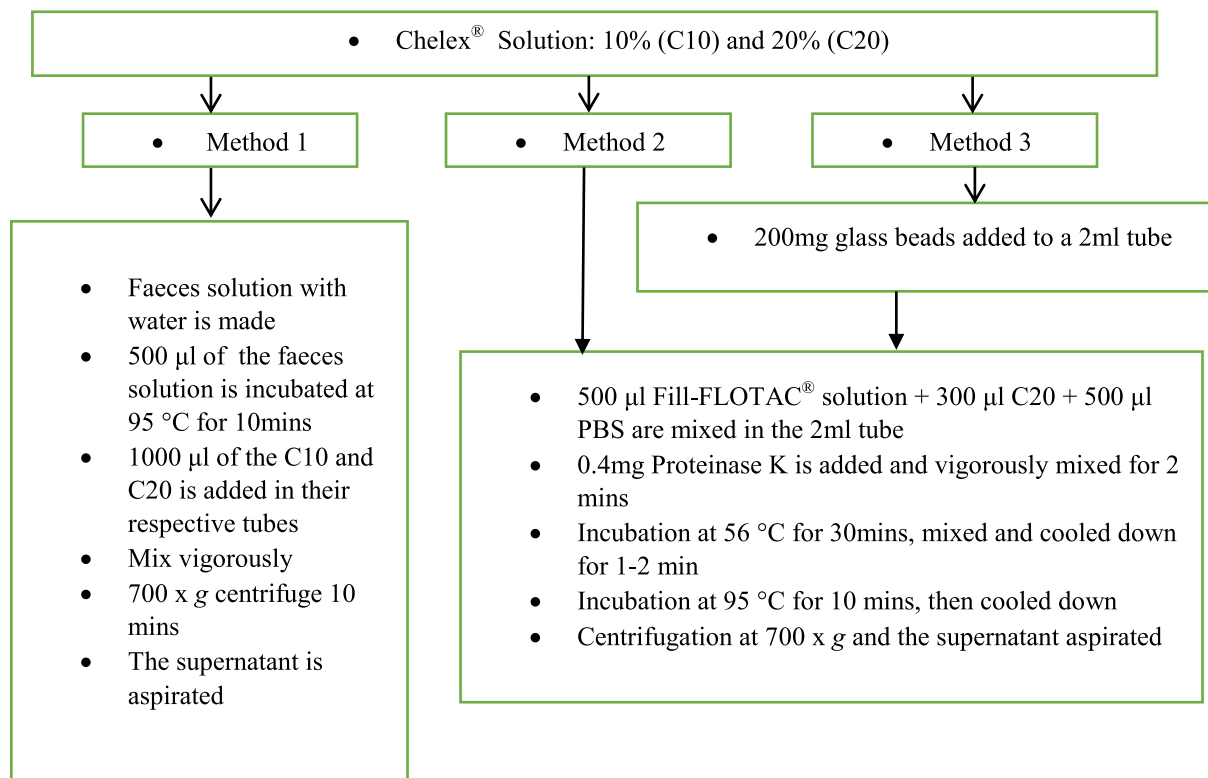 • Chelex® Solution: 10% (C10) and 20% (C20)
• Method 1
• Method 2
• Method 3
• Faeces solution with
water is made
• 500 µl of the faeces
solution is incubated at
95 °C for 10mins
• 1000 µl of the C10 and
C20 is added in their
respective tubes
• Mix vigorously
• 700 x g centrifuge 10
mins
• The supernatant is
aspirated
• 200mg glass beads added to a 2ml tube
• 500 µl Fill-FLOTAC® solution + 300 µl C20 + 500 µl
PBS are mixed in the 2ml tube
• 0.4mg Proteinase K is added and vigorously mixed for 2
mins
• Incubation at 56 °C for 30mins, mixed and cooled down
for 1-2 min
• Incubation at 95 °C for 10 mins, then cooled down
• Centrifugation at 700 x g and the supernatant aspirated